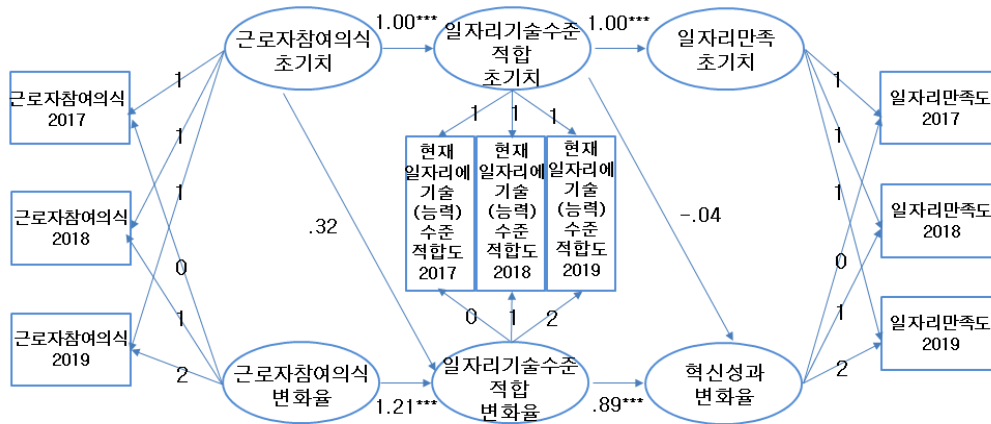 1.00***
1.00***
근로자참여의식
초기치
일자리기술수준
적합
초기치
일자리만족
초기치
근로자참여의식
2017
근로자참여의식
2018
근로자참여의식
2019
1
1
1
0
1
2
1
1
1
현재
일자리에
기술
(능력)
수준
적합도
2017
현재
일자리에
기술
(능력)
수준
적합도
2018
현재
일자리에
기술
(능력)
수준
적합도
2019
.32
-.04
0
1
2
1
1
1
0
1
2
일자리만족도
2017
일자리만족도
2018
일자리만족도
2019
근로자참여의식
변화율
1.21***
일자리기술수준
적합
변화율
.89***
혁신성과
변화율